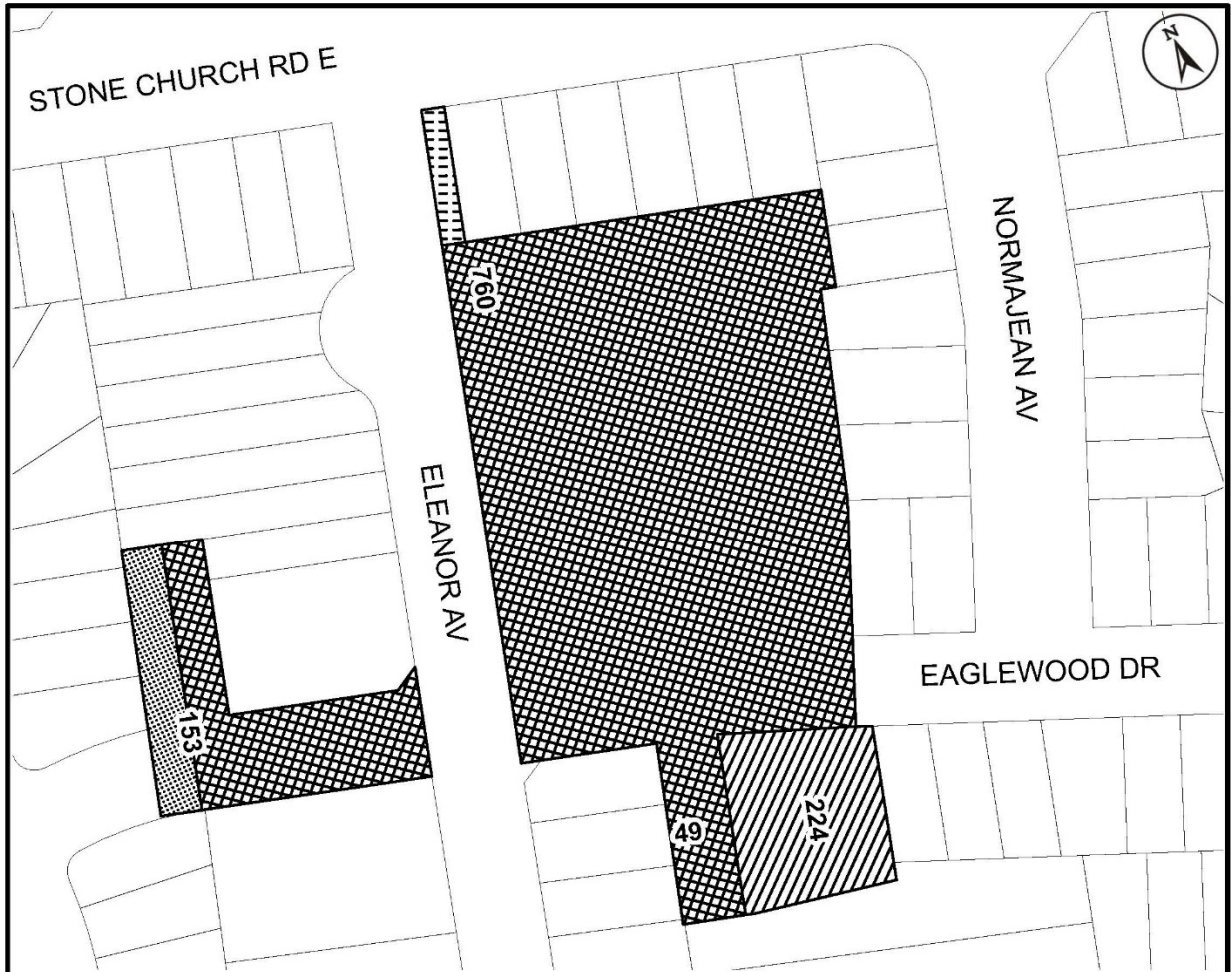 STONE CHURCH RD E
N
760
NORMAJEAN AV
ELEANOR AV
EAGLEWOOD DR
153
49
224